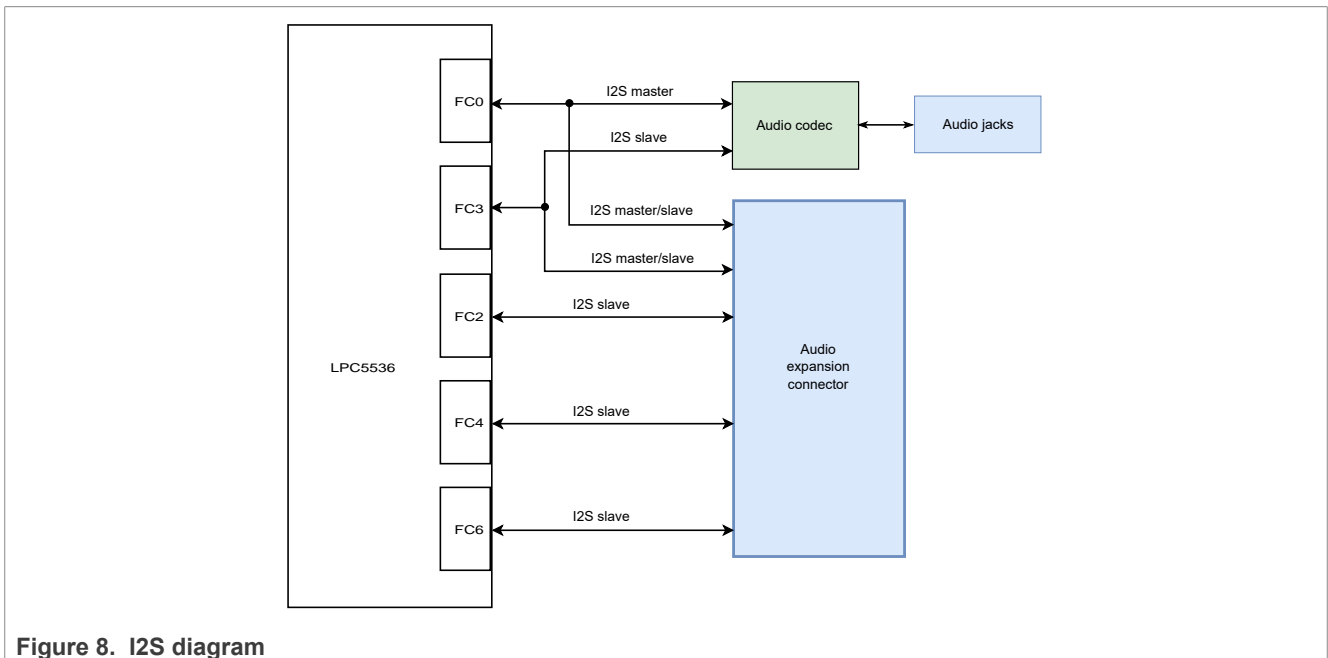 FC0
I2S master
Audio codec
Audio jacks
I2S slave
FC3
I2S master/slave
I2S master/slave
FC2
I2S slave
LPC5536
Audio
expansion
connector
FC4
I2S slave
FC6
I2S slave
Figure 8. I2S diagram